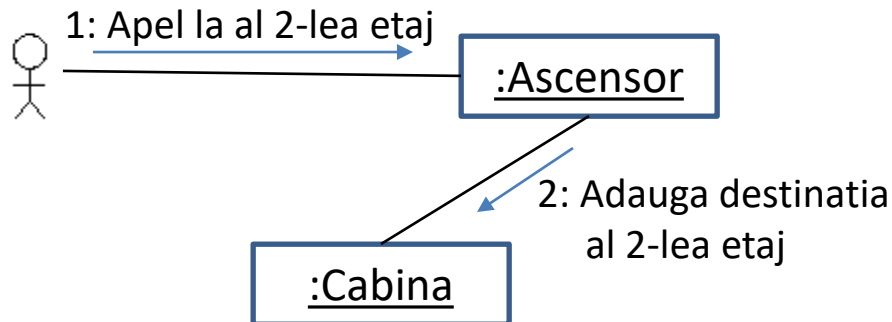 1: Apel la al 2-lea etaj
:Ascensor
2: Adauga destinatia
al 2-lea etaj
:Cabina